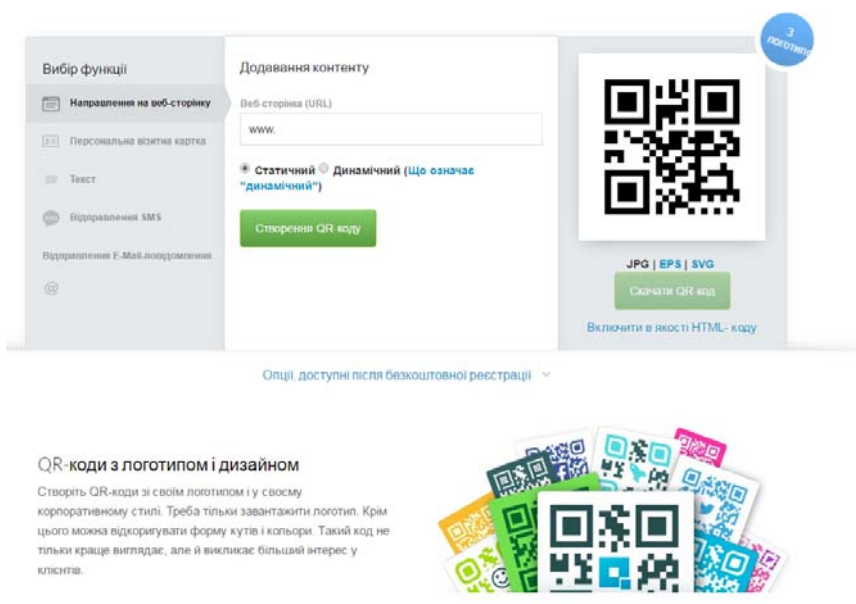 З
логотипом
Вибір функції
Направлення на веб-сторінку
Персональна візитна картка
Текст
Відправлення SMS
Відправлення E-Mail-повідомлення
@
Додавання контенту
Веб-сторінка (URL)
www.
Статичний Динамічний (Що означає
"динамічний")
Створення QR-коду
JPG | EPS | SVG
Скачати QR-код
Включити в якості HTML- коду
Опції, доступні після безкоштовної реєстрації
QR-коди з логотипом і дизайном
Створіть QR-коди зі своїм логотипом і у своєму
корпоративному стилі. Треба тільки завантажити логотип. Крім
цього можна відкоригувати форму кутів і кольори. Такий код не
тільки краще виглядає, але й викликає більший інтерес у
клієнтів.